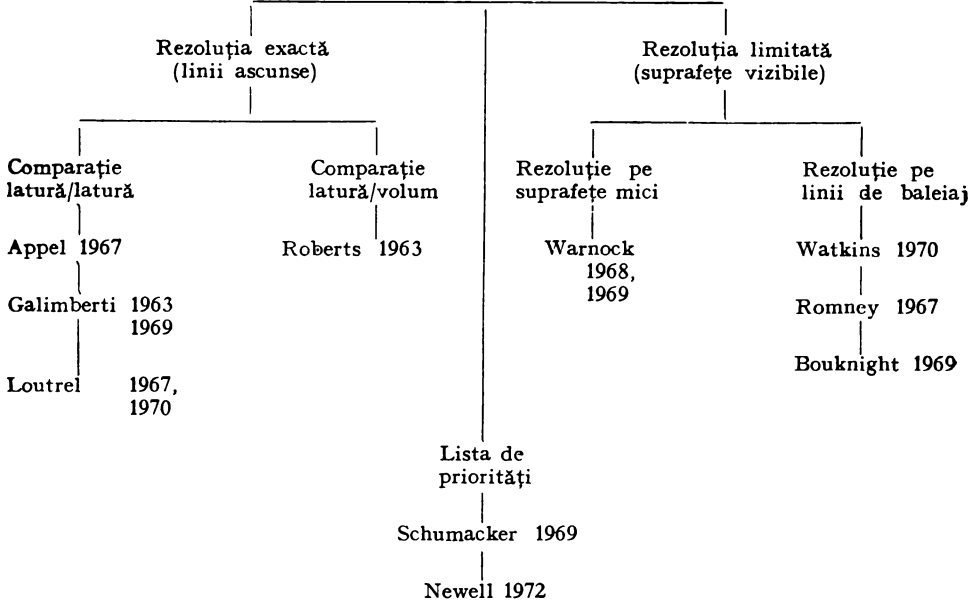 Rezoluția exactă
(linii ascunse)
Rezoluția limitată
(suprafețe vizibile)
Comparație
latură/latură
Comparație
latură/volum
Rezoluție pe
suprafețe mici
Rezoluție pe
linii de baleiaj
Appel 1967
Galimberti 1963
1969
Loutrel 1967,
1970
Roberts 1963
Warnock
1968,
1969
Watkins 1970
Romney 1967
Bouknight 1969
Lista de
priorități
Schumacker 1969
Newell 1972